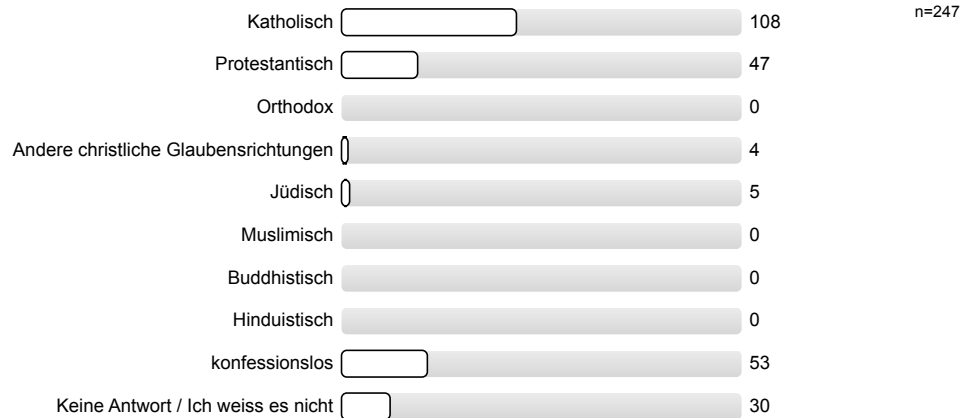 n=247
Katholisch 108
Protestantisch 47
Orthodox 0
Andere christliche Glaubensrichtungen 4
Jüdisch 5
Muslimisch 0
Buddhistisch 0
Hinduistisch 0
konfessionslos 53
Keine Antwort / Ich weiss es nicht 30